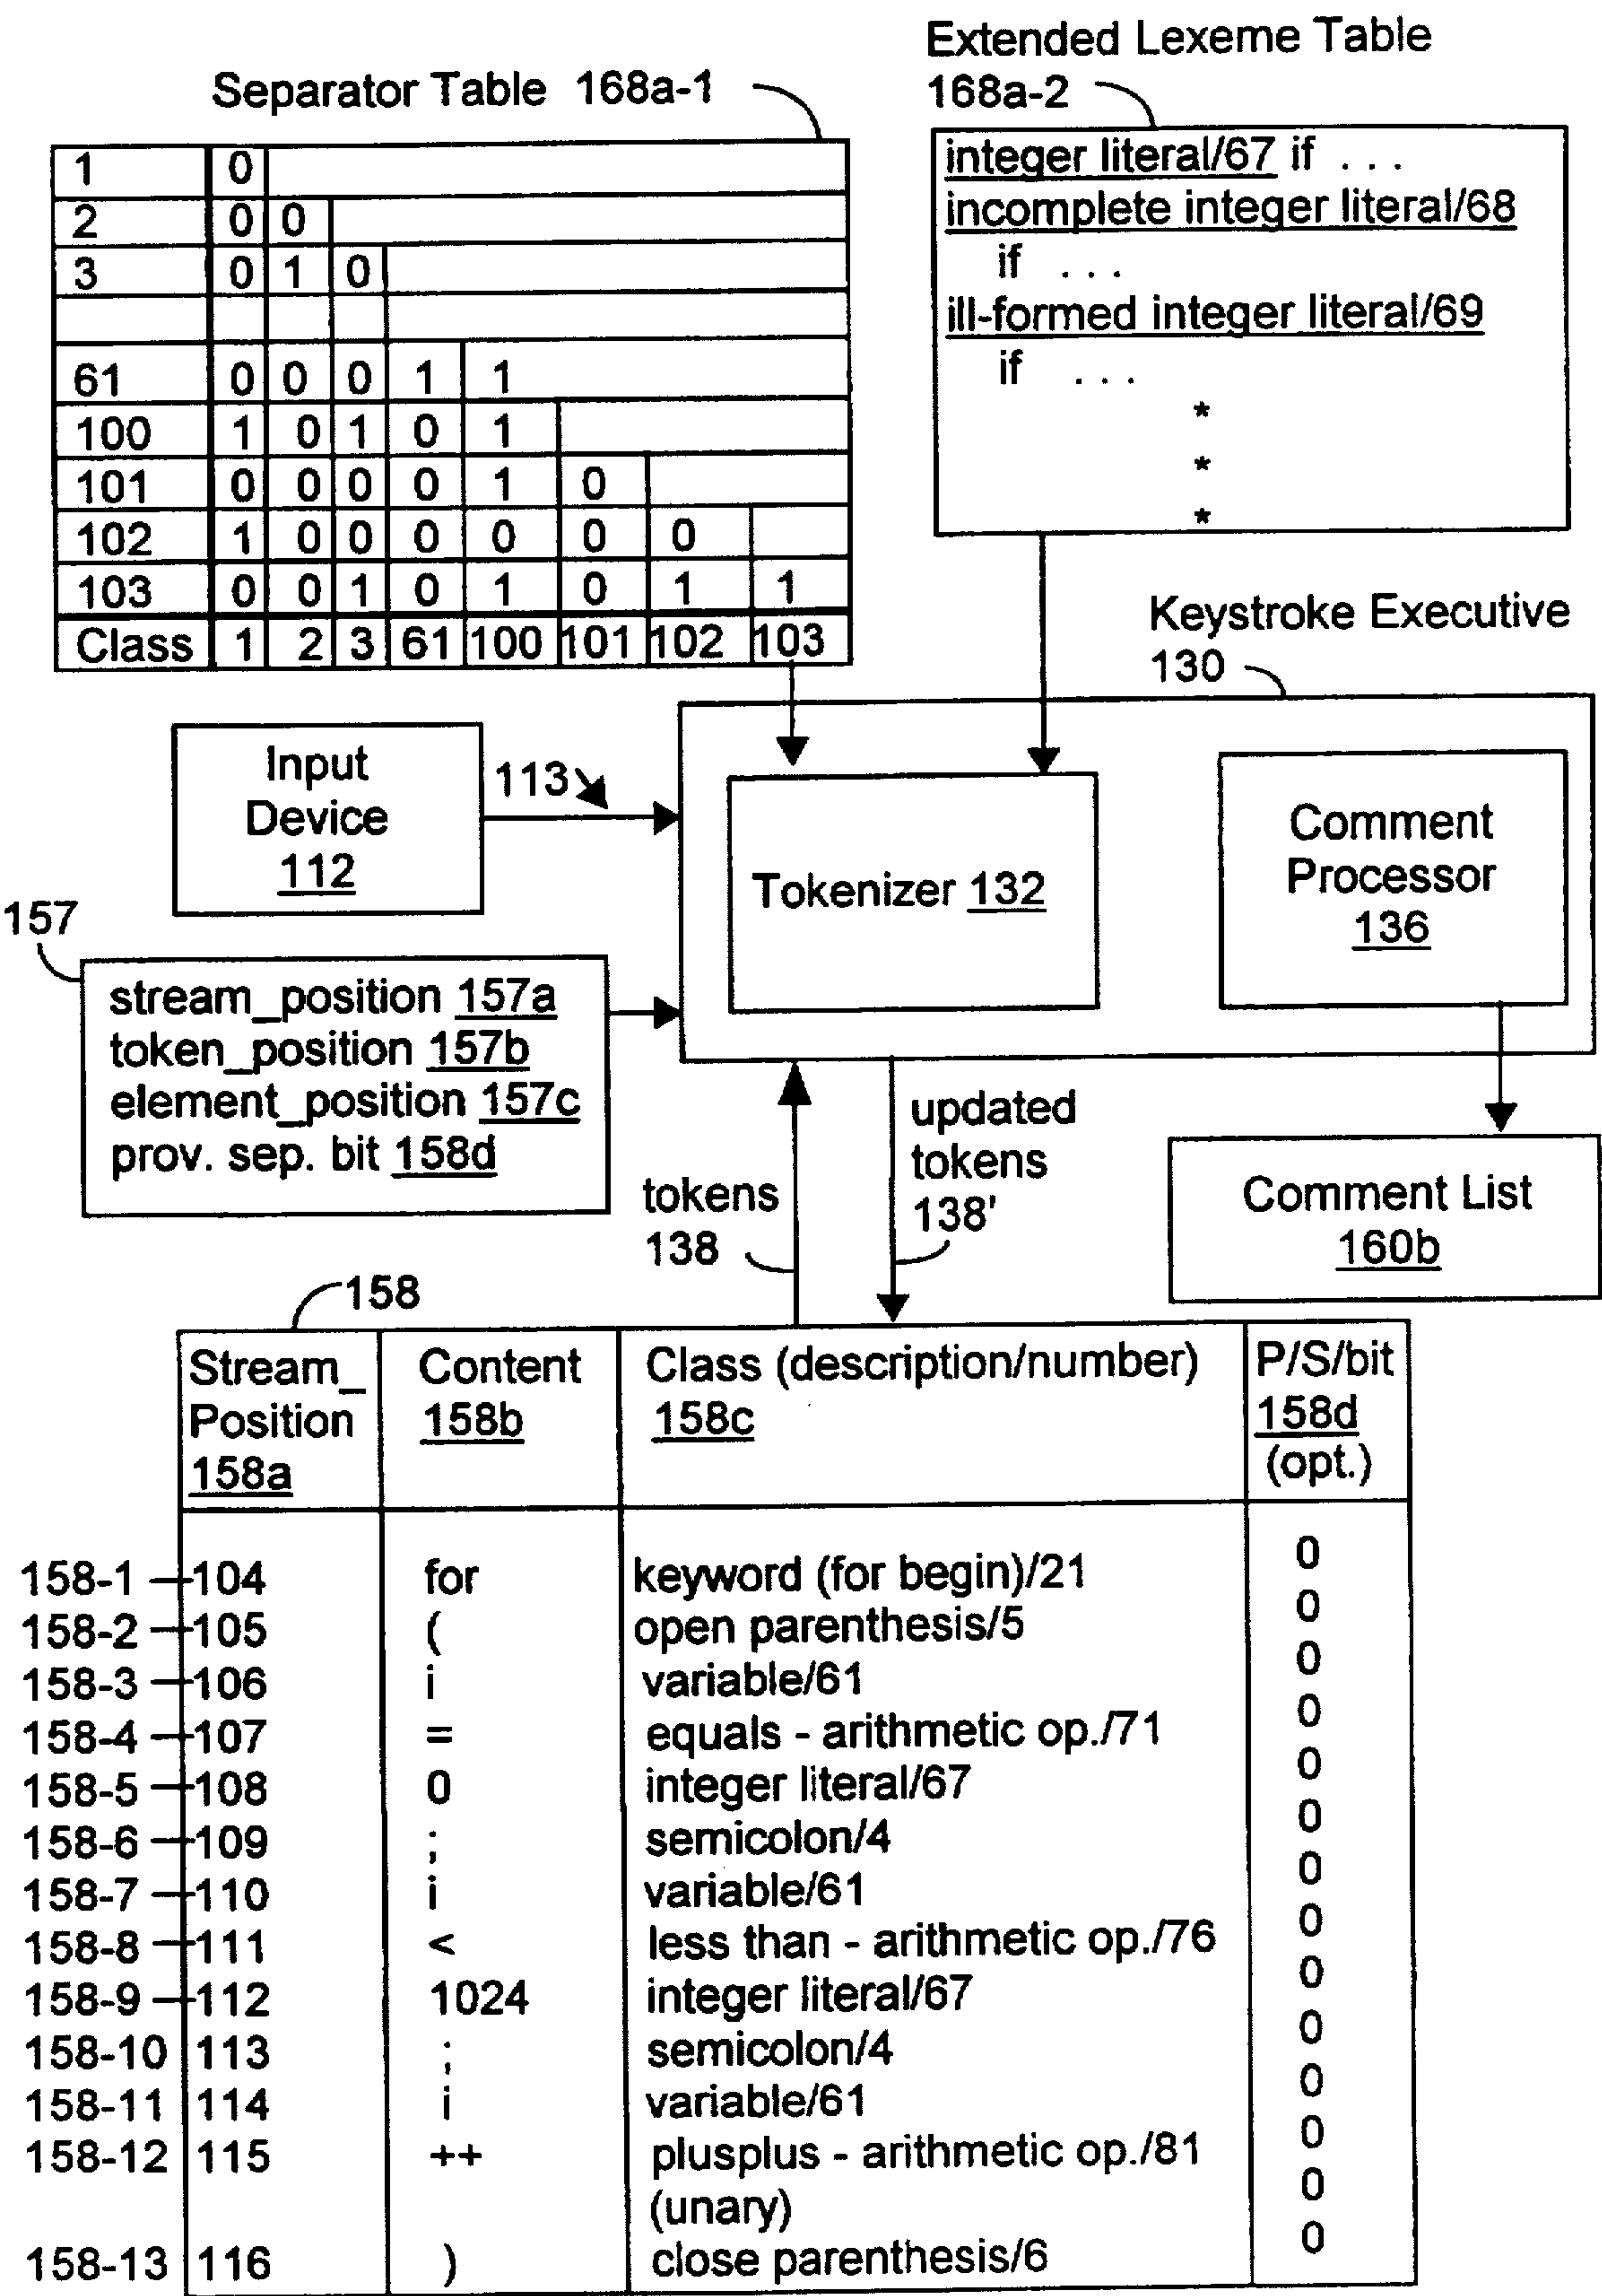 Extended Lexeme Table
168a-2
Separator Table 168a-1
1 0
2 0 0
3 0 1 0
61 0 0 0 1 1
100 1 0 1 0 1
101 0 0 0 0 1 0
102 1 0 0 0 0 0 0
103 0 0 1 0 1 0 1 1
Class 1 2 3 61 100 101 102 103
integer literal/67 if . . .
incomplete integer literal/68
if . . .
ill-formed integer literal/69
if . . .
*
*
*
Keystroke Executive
130
Input
Device
112
113
Tokenizer 132
Comment
Processor
136
157
stream_position 157a
token_position 157b
element_position 157c
prov. sep. bit 158d
tokens
138
updated
tokens
138'
Comment List
160b
158
Stream_ Content Class (description/number) P/S/bit
Position 158b 158c 158d
158a (opt.)
158-1 104 for keyword (for begin)/21 0
158-2 105 ( open parenthesis/5 0
158-3 106 i variable/61 0
158-4 107 = equals - arithmetic op./71 0
158-5 108 0 integer literal/67 0
158-6 109 ; semicolon/4 0
158-7 110 i variable/61 0
158-8 111 < less than - arithmetic op./76 0
158-9 112 1024 integer literal/67 0
158-10 113 ; semicolon/4 0
158-11 114 i variable/61 0
158-12 115 ++ plusplus - arithmetic op./81 0
(unary) 0
158-13 116 ) close parenthesis/6 0